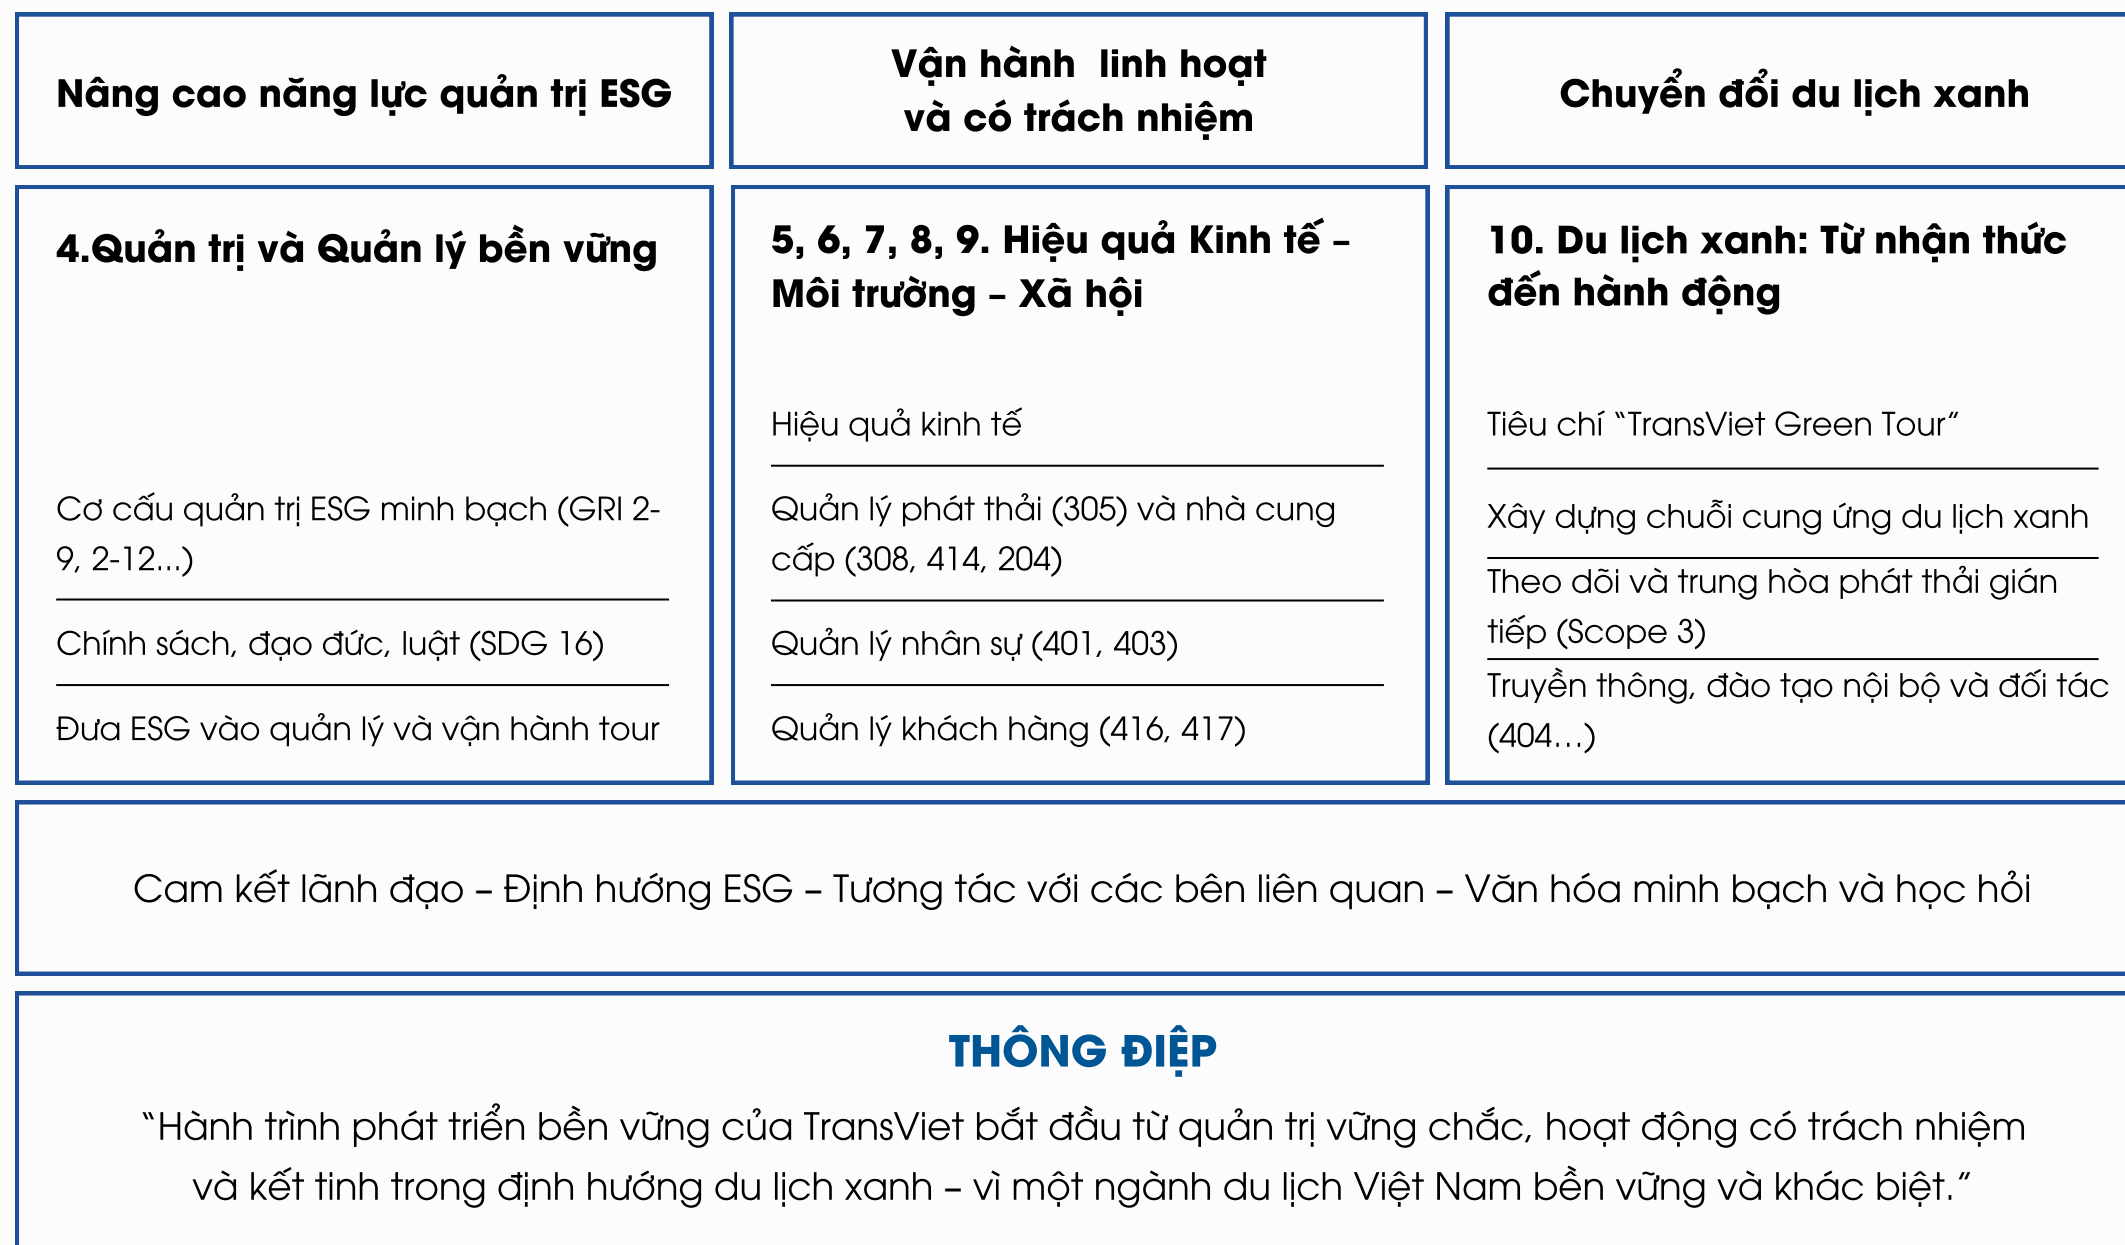 Nâng cao năng lực quản trị ESG
Vận hành linh hoạt
và có trách nhiệm
Chuyển đổi du lịch xanh
4.Quản trị và Quản lý bền vững
Cơ cấu quản trị ESG minh bạch (GRI 2-
9, 2-12...)
Chính sách, đạo đức, luật (SDG 16)
Đưa ESG vào quản lý và vận hành tour
5, 6, 7, 8, 9. Hiệu quả Kinh tế –
Môi trường – Xã hội
Hiệu quả kinh tế
Quản lý phát thải (305) và nhà cung
cấp (308, 414, 204)
Quản lý nhân sự (401, 403)
Quản lý khách hàng (416, 417)
10. Du lịch xanh: Từ nhận thức
đến hành động
Tiêu chí “TransViet Green Tour”
Xây dựng chuỗi cung ứng du lịch xanh
Theo dõi và trung hòa phát thải gián
tiếp (Scope 3)
Truyền thông, đào tạo nội bộ và đối tác
(404...)
Cam kết lãnh đạo – Định hướng ESG – Tương tác với các bên liên quan – Văn hóa minh bạch và học hỏi
THÔNG ĐIỆP
“Hành trình phát triển bền vững của TransViet bắt đầu từ quản trị vững chắc, hoạt động có trách nhiệm
và kết tinh trong định hướng du lịch xanh – vì một ngành du lịch Việt Nam bền vững và khác biệt.”